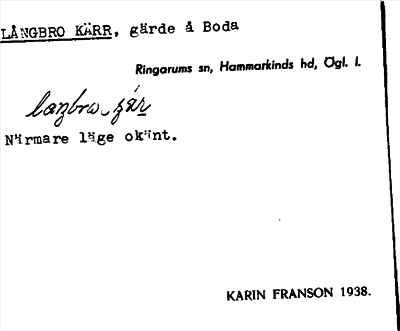 LÅNGBRO KÄRR, gärde å Boda
Ringarums sn, Hammarkinds hd, Ögl. l.
Närmare läge okänt.
KARIN FRANSON 1938.